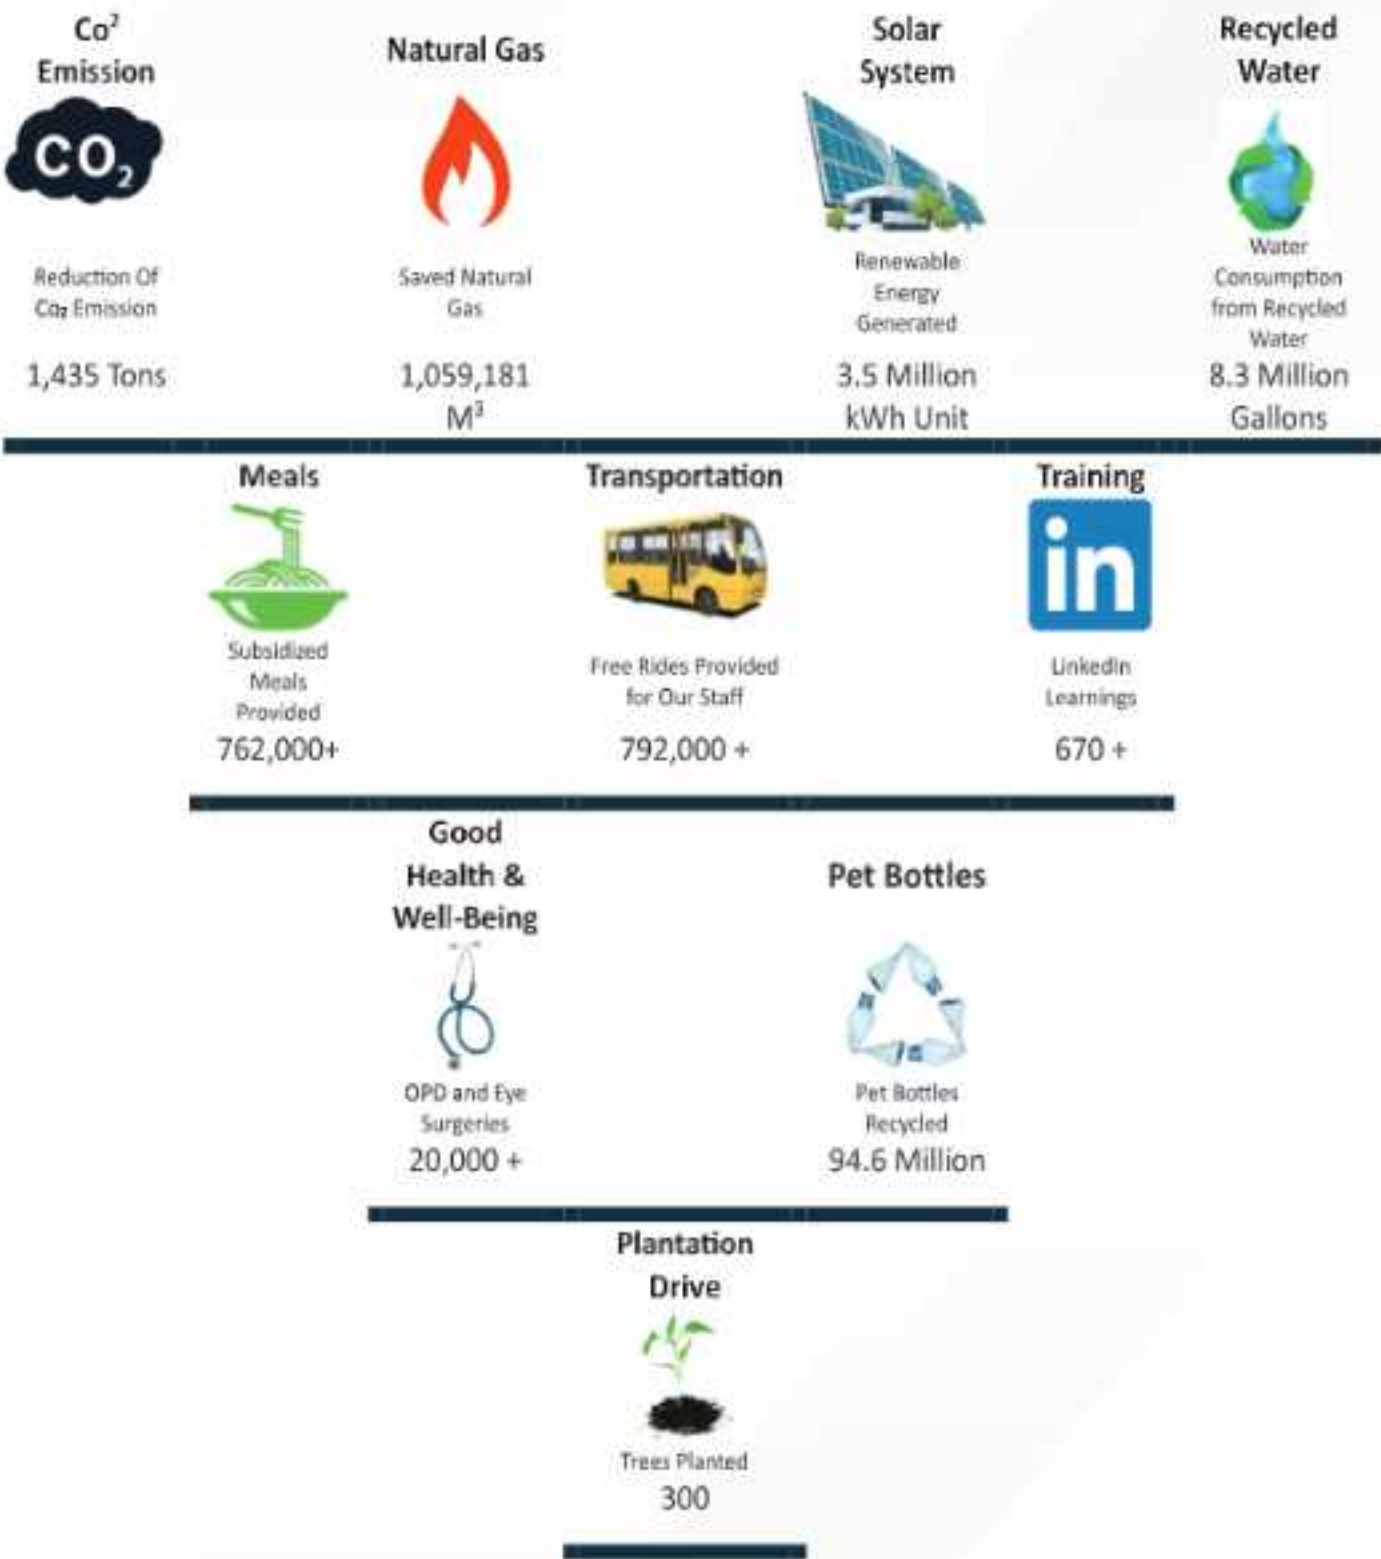 Co²
Emission
CO₂
Reduction Of
Co₂ Emission
1,435 Tons
Natural Gas
Saved Natural
Gas
1,059,181
M³
Solar
System
Renewable
Energy
Generated
3.5 Million
kWh Unit
Recycled
Water
Water
Consumption
from Recycled
Water
8.3 Million
Gallons
Meals
Subsidized
Meals
Provided
762,000+
Transportation
Free Rides Provided
for Our Staff
792,000 +
Training
in
LinkedIn
Learnings
670 +
Good
Health &
Well-Being
OPD and Eye
Surgeries
20,000 +
Pet Bottles
Pet Bottles
Recycled
94.6 Million
Plantation
Drive
Trees Planted
300